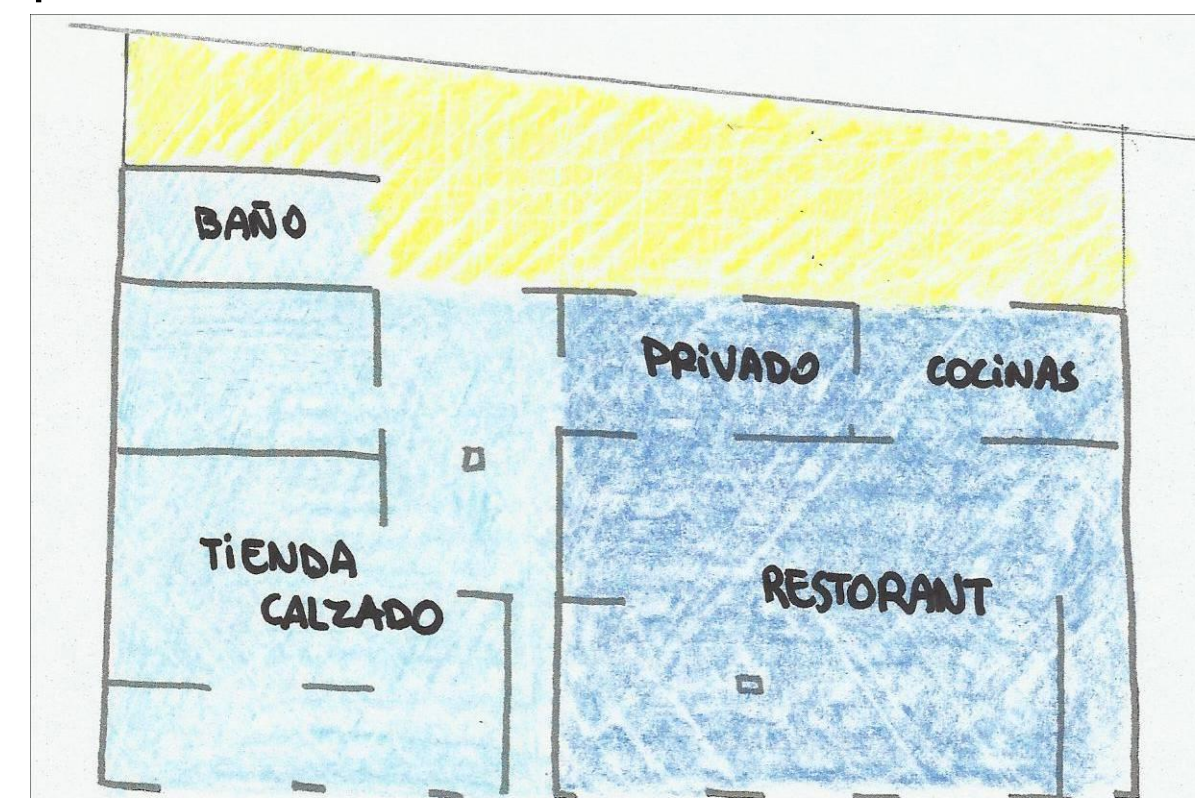 BAÑO
PRiVADO
COCiNAS
TiENDA
CALZADO
RESTORANT